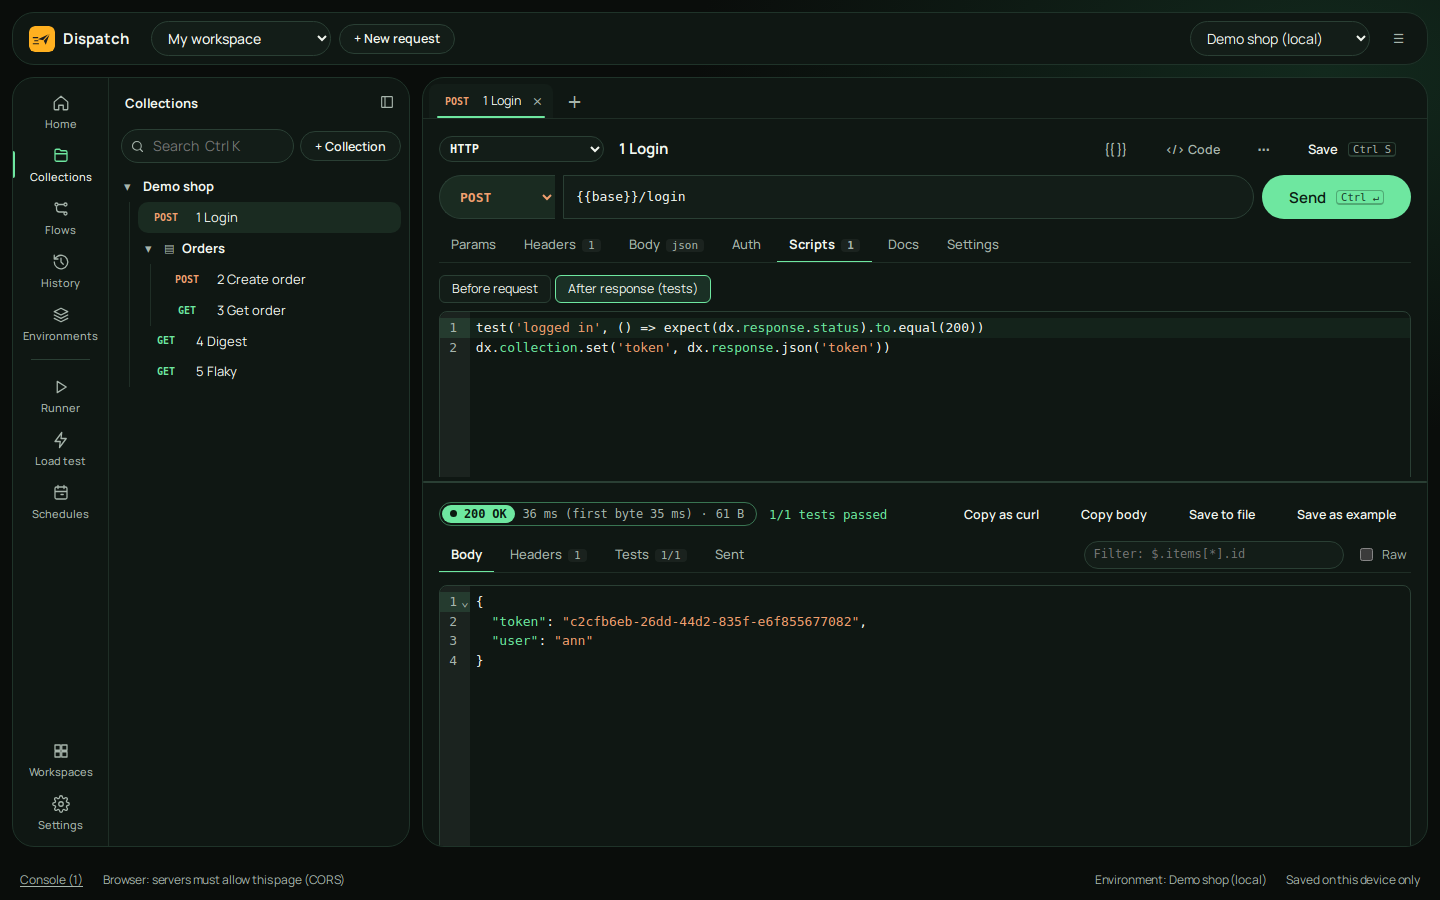 Dispatch
My workspace
+ New request
Demo shop (local)
Home
Collections
Flows
History
Environments
Runner
Load test
Schedules
Workspaces
Settings
Collections
Search Ctrl K
+ Collection
Demo shop
POST 1 Login
Orders
POST 2 Create order
GET 3 Get order
GET 4 Digest
GET 5 Flaky
POST 1 Login ×
+
HTTP
1 Login
{{}}
</> Code
···
Save Ctrl S
POST
{{base}}/login
Send Ctrl ↵
Params
Headers 1
Body json
Auth
Scripts 1
Docs
Settings
Before request
After response (tests)
1 test('logged in', () => expect(dx.response.status).to.equal(200))
2 dx.collection.set('token', dx.response.json('token'))
200 OK 36 ms (first byte 35 ms) · 61 B
1/1 tests passed
Copy as curl
Copy body
Save to file
Save as example
Body
Headers 1
Tests 1/1
Sent
Filter: $.items[*].id
Raw
1 {
2 "token": "c2cfb6eb-26dd-44d2-835f-e6f855677082",
3 "user": "ann"
4 }
Console (1)
Browser: servers must allow this page (CORS)
Environment: Demo shop (local)
Saved on this device only